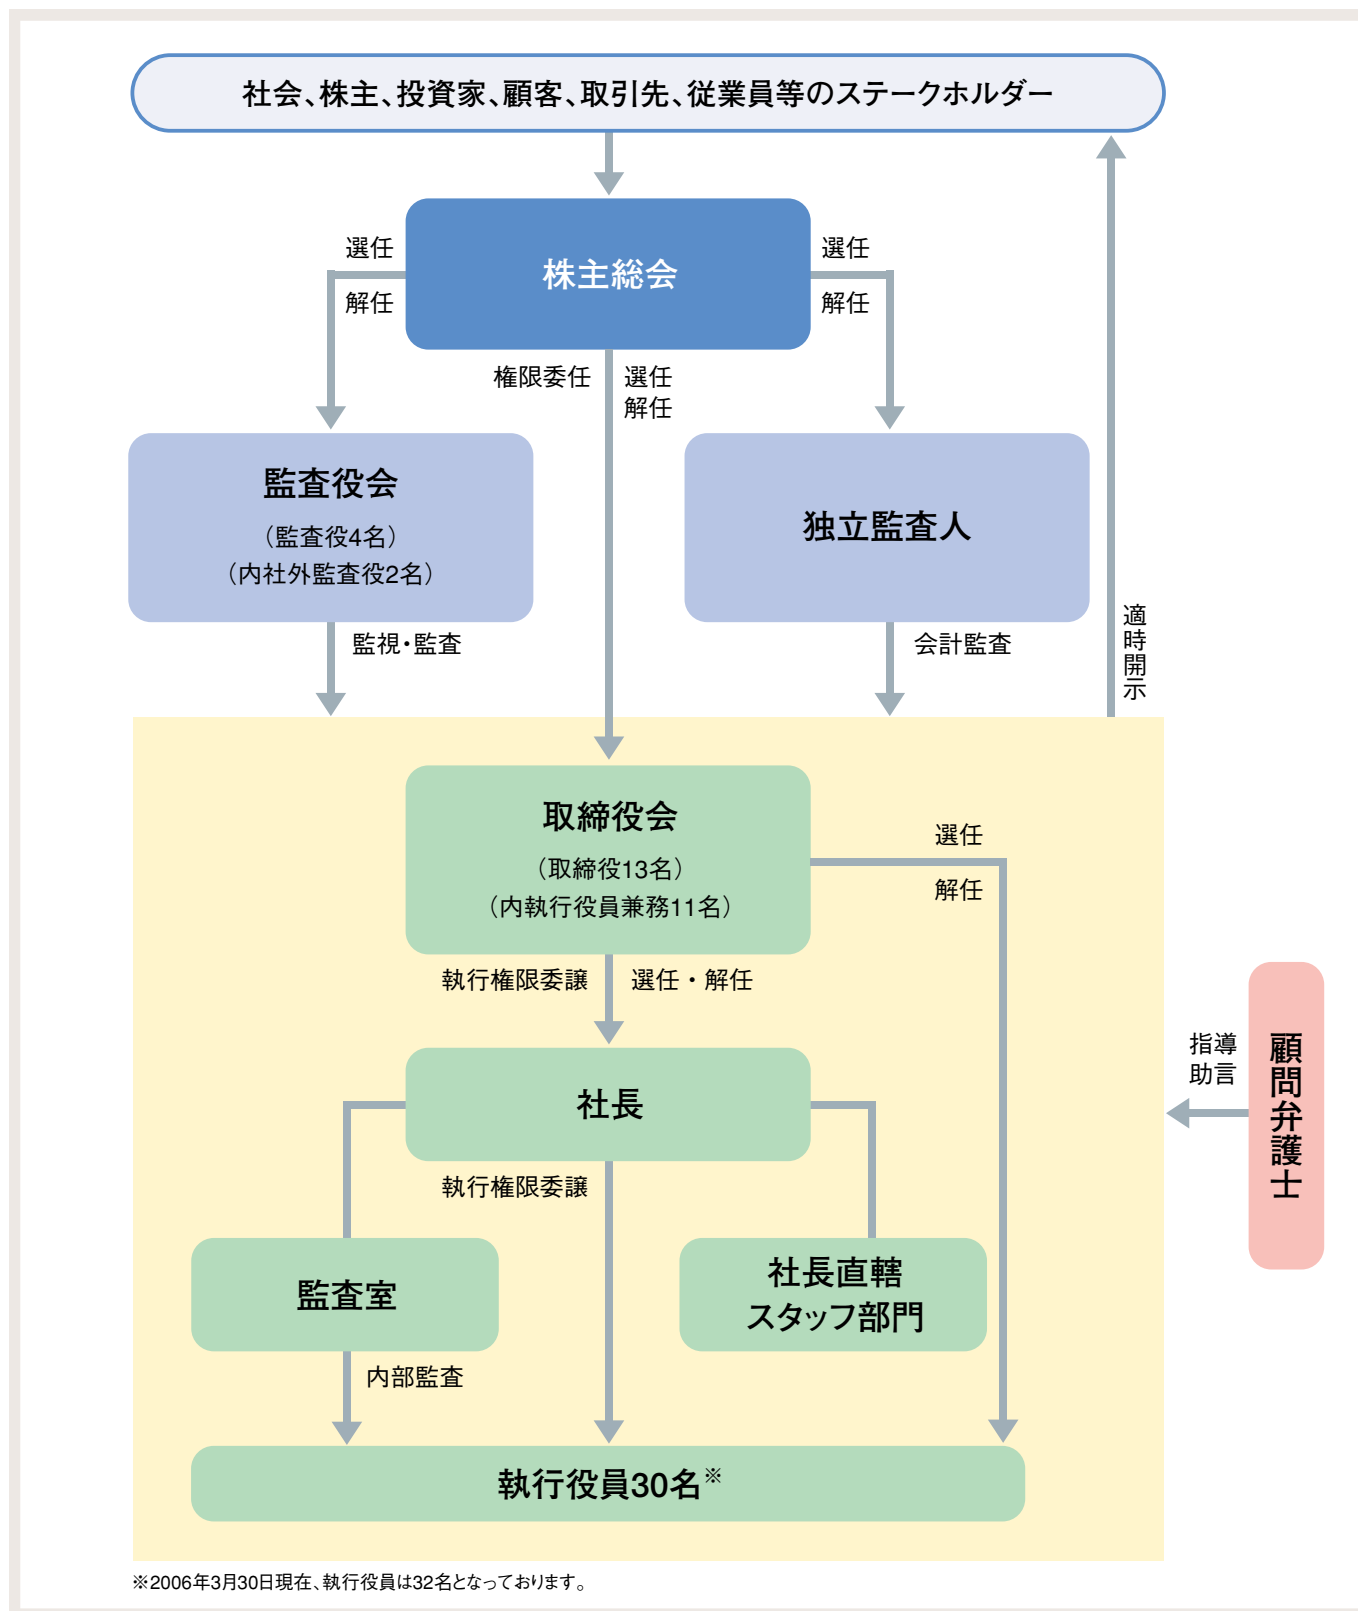 社会、株主、投資家、顧客、取引先、従業員等のステークホルダー
株主総会
選任
解任
選任
解任
権限委任
選任
解任
監査役会
（監査役4名）
（内社外監査役2名）
独立監査人
監視・監査
会計監査
適時開示
取締役会
（取締役13名）
（内執行役員兼務11名）
選任
解任
執行権限委譲
選任・解任
社長
指導
助言
顧問弁護士
執行権限委譲
監査室
社長直轄
スタッフ部門
内部監査
執行役員30名※
※2006年3月30日現在、執行役員は32名となっております。